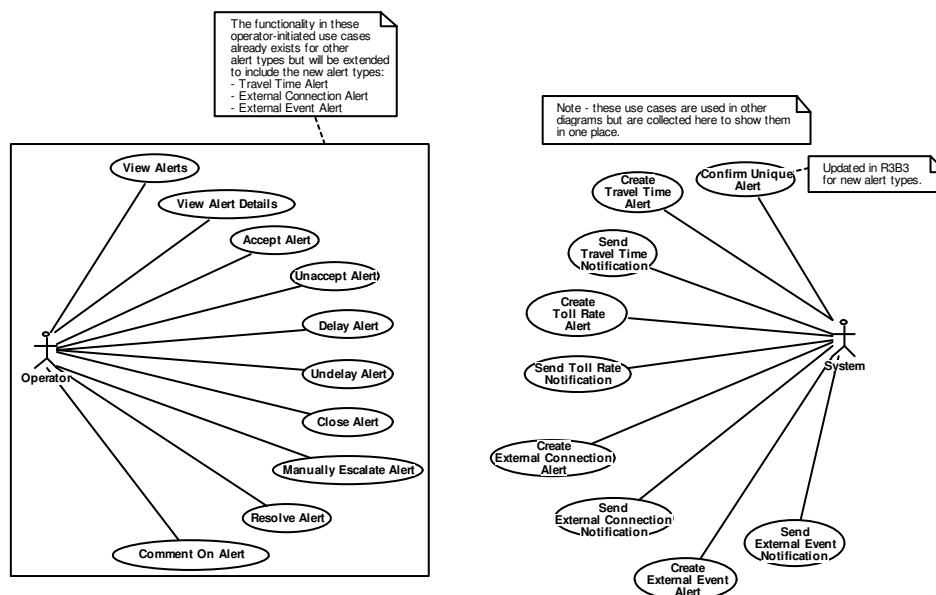 The functionality in these
operator-initiated use cases
already exists for other
alert types but will be extended
to include the new alert types:
- Travel Time Alert
- External Connection Alert
- External Event Alert
View Alerts
View Alert Details
Accept Alert
Unaccept Alert
Delay Alert
Operator
Undelay Alert
Close Alert
Manually Escalate Alert
Resolve Alert
Comment On Alert
Note - these use cases are used in other
diagrams but are collected here to show them
in one place.
Confirm Unique
Alert
Updated in R3B3
for new alert types.
Create
Travel Time
Alert
Send
Travel Time
Notification
Create
Toll Rate
Alert
Send Toll Rate
Notification
System
Create
External Connection
Alert
Send
External Connection
Notification
Send
External Event
Notification
Create
External Event
Alert